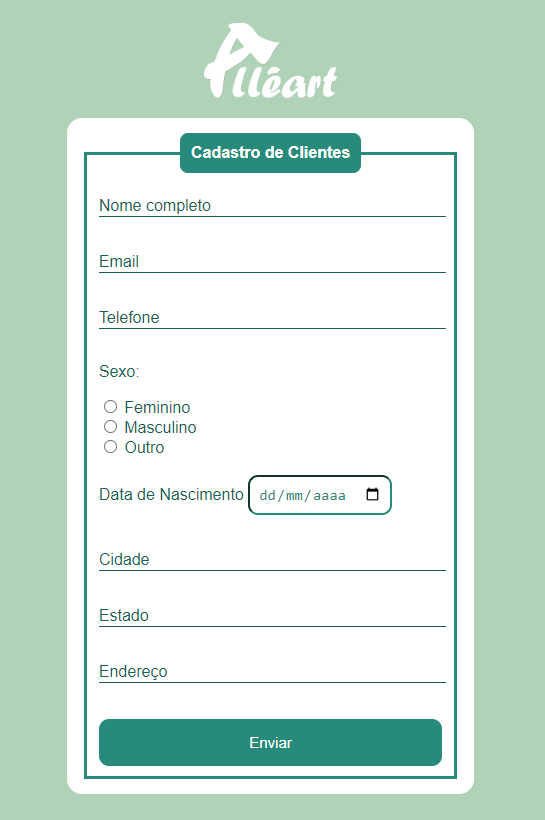 Alléart
Cadastro de Clientes
Nome completo
Email
Telefone
Sexo:
Feminino
Masculino
Outro
Data de Nascimento dd/mm/aaaa
Cidade
Estado
Endereço
Enviar